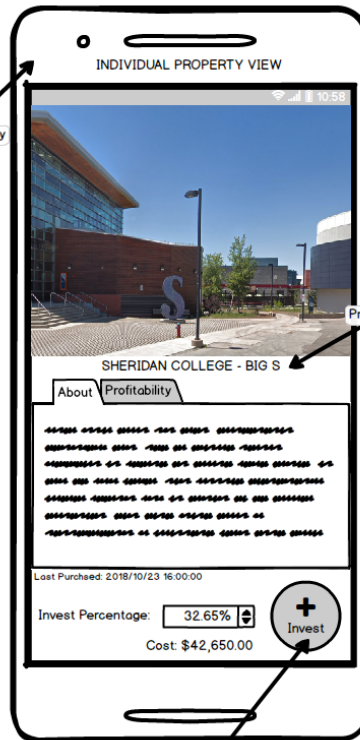 INDIVIDUAL PROPERTY VIEW
10:58
y
S
Pr
SHERIDAN COLLEGE - BIG S
About Profitability
Last Purchsed: 2018/10/23 16:00:00
Invest Percentage: 32.65%
+
Invest
Cost: $42,650.00